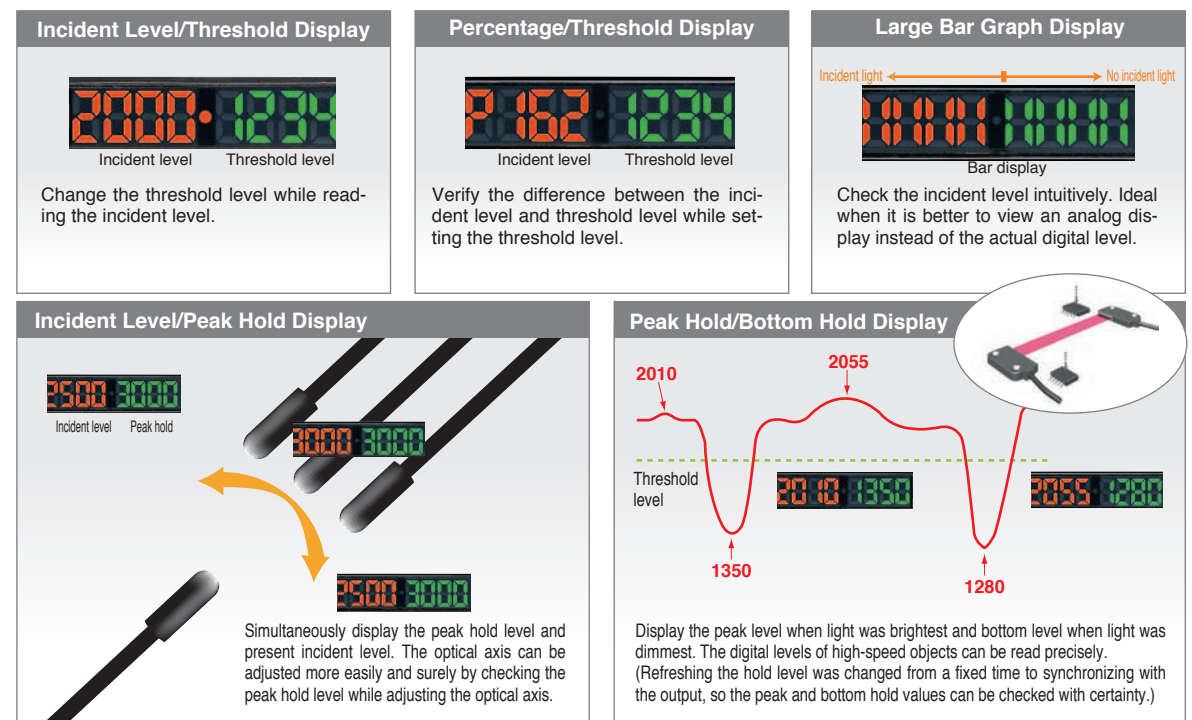 Incident Level/Threshold Display
2000 1234
Incident level Threshold level
Change the threshold level while read-
ing the incident level.
Percentage/Threshold Display
P 162 1234
Incident level Threshold level
Verify the difference between the inci-
dent level and threshold level while set-
ting the threshold level.
Large Bar Graph Display
Incident light No incident light
Bar display
Check the incident level intuitively. Ideal
when it is better to view an analog dis-
play instead of the actual digital level.
Incident Level/Peak Hold Display
2500 3000
Incident level Peak hold
3000 3000
2500 3000
Simultaneously display the peak hold level and
present incident level. The optical axis can be
adjusted more easily and surely by checking the
peak hold level while adjusting the optical axis.
Peak Hold/Bottom Hold Display
2010
2055
Threshold
level
2010 1350
2055 1280
1350
1280
Display the peak level when light was brightest and bottom level when light was
dimmest. The digital levels of high-speed objects can be read precisely.
(Refreshing the hold level was changed from a fixed time to synchronizing with
the output, so the peak and bottom hold values can be checked with certainty.)